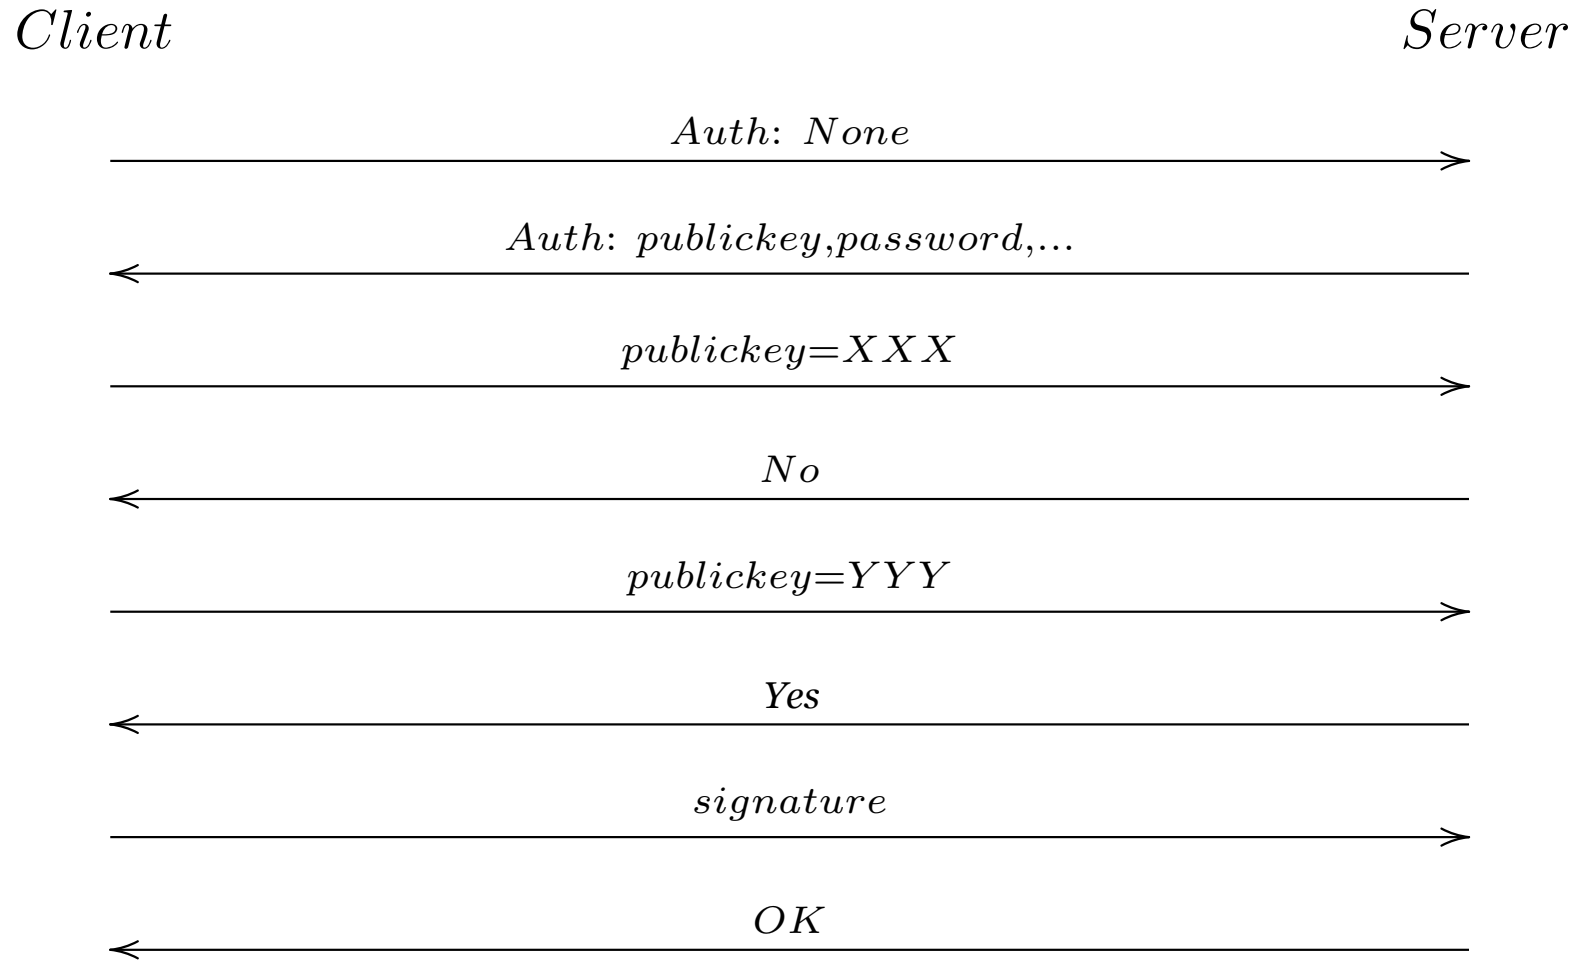 Client Server
Auth: None
Auth: publickey,password,...
publickey=XXX
No
publickey=YYY
Yes
signature
OK